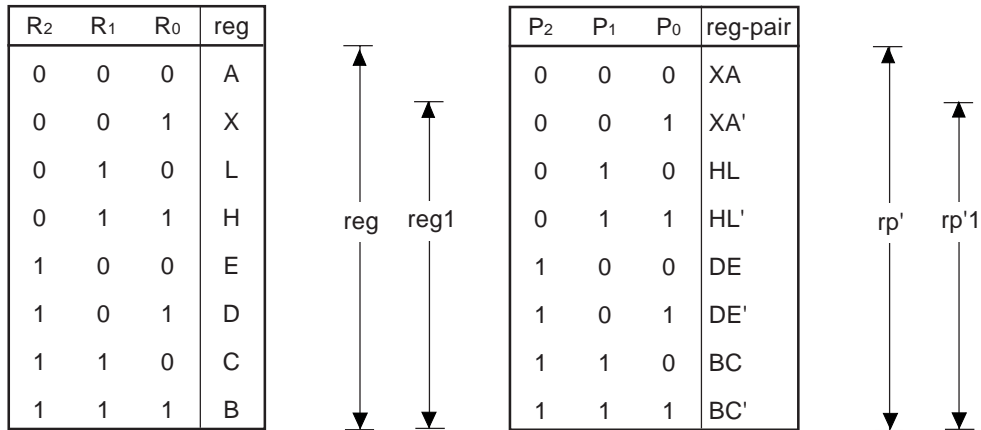 R2 R1 R0 reg
0 0 0 A
0 0 1 X
0 1 0 L
0 1 1 H
1 0 0 E
1 0 1 D
1 1 0 C
1 1 1 B
reg reg1
P2 P1 P0 reg-pair
0 0 0 XA
0 0 1 XA'
0 1 0 HL
0 1 1 HL'
1 0 0 DE
1 0 1 DE'
1 1 0 BC
1 1 1 BC'
rp' rp'1